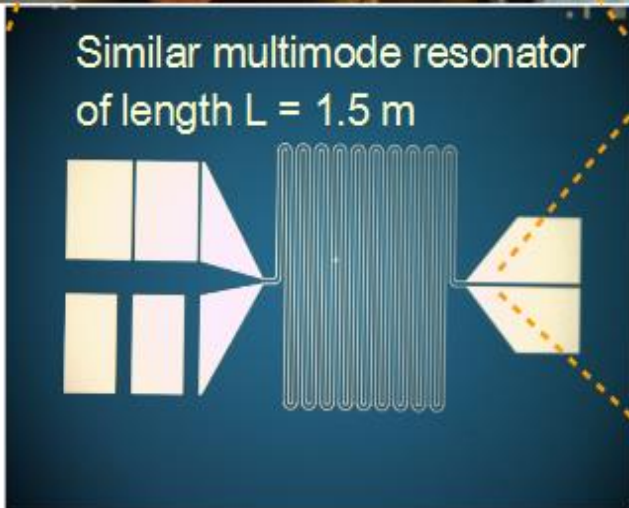 Similar multimode resonator
of length L = 1.5 m